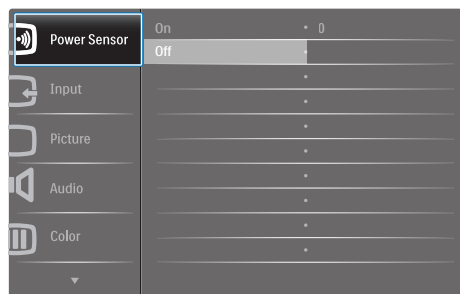 Power Sensor
On • 0
Off •
Input
Picture
Audio
Color